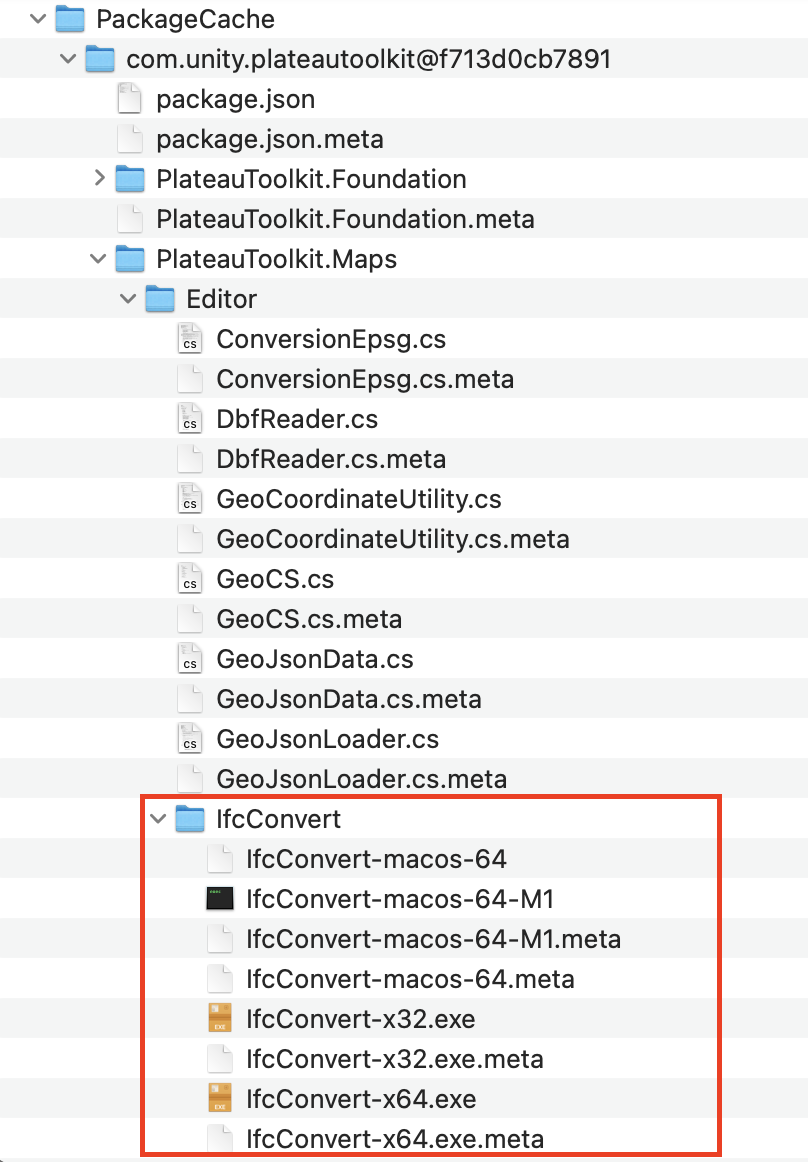 PackageCache
com.unity.plateautoolkit@f713d0cb7891
package.json
package.json.meta
PlateauToolkit.Foundation
PlateauToolkit.Foundation.meta
PlateauToolkit.Maps
Editor
cs ConversionEpsg.cs
ConversionEpsg.cs.meta
cs DbfReader.cs
DbfReader.cs.meta
cs GeoCoordinateUtility.cs
GeoCoordinateUtility.cs.meta
cs GeoCS.cs
GeoCS.cs.meta
cs GeoJsonData.cs
GeoJsonData.cs.meta
cs GeoJsonLoader.cs
GeoJsonLoader.cs.meta
IfcConvert
IfcConvert-macos-64
IfcConvert-macos-64-M1
IfcConvert-macos-64-M1.meta
IfcConvert-macos-64.meta
EXE IfcConvert-x32.exe
IfcConvert-x32.exe.meta
EXE IfcConvert-x64.exe
IfcConvert-x64.exe.meta